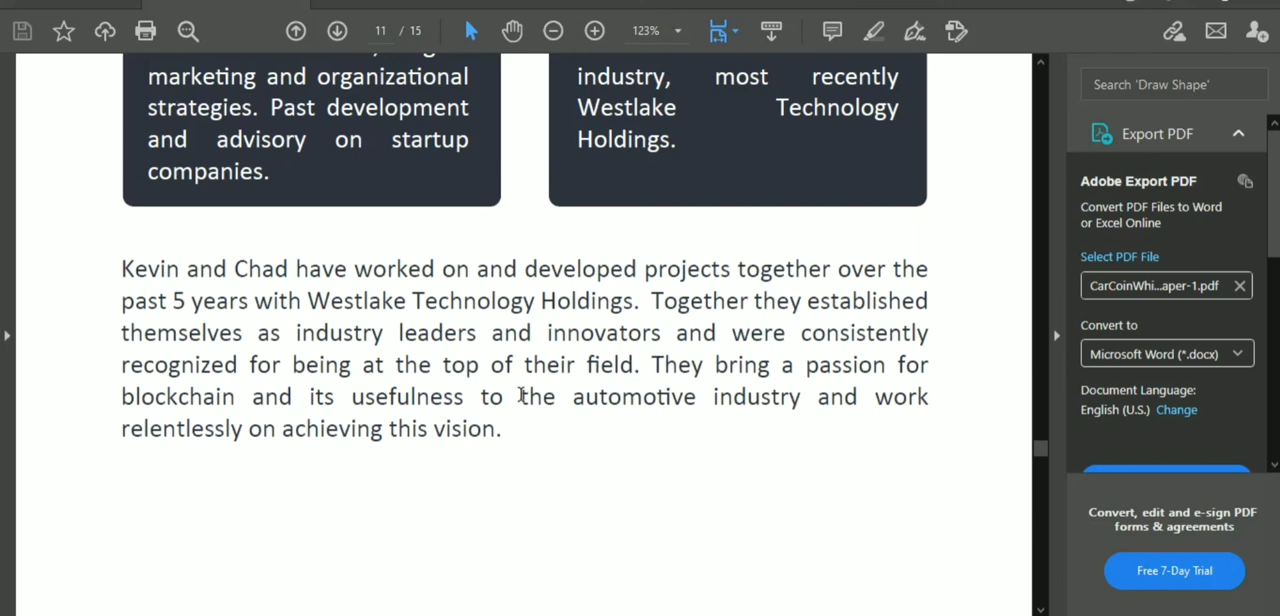 11 / 15
123%
marketing and organizational
strategies. Past development
and advisory on startup
companies.
industry, most recently
Westlake Technology
Holdings.
Kevin and Chad have worked on and developed projects together over the
past 5 years with Westlake Technology Holdings. Together they established
themselves as industry leaders and innovators and were consistently
recognized for being at the top of their field. They bring a passion for
blockchain and its usefulness to the automotive industry and work
relentlessly on achieving this vision.
Search 'Draw Shape'
Export PDF
Adobe Export PDF
Convert PDF Files to Word
or Excel Online
Select PDF File
CarCoinWhi...aper-1.pdf
Convert to
Microsoft Word (*.docx)
Document Language:
English (U.S.) Change
Convert, edit and e-sign PDF
forms & agreements
Free 7-Day Trial